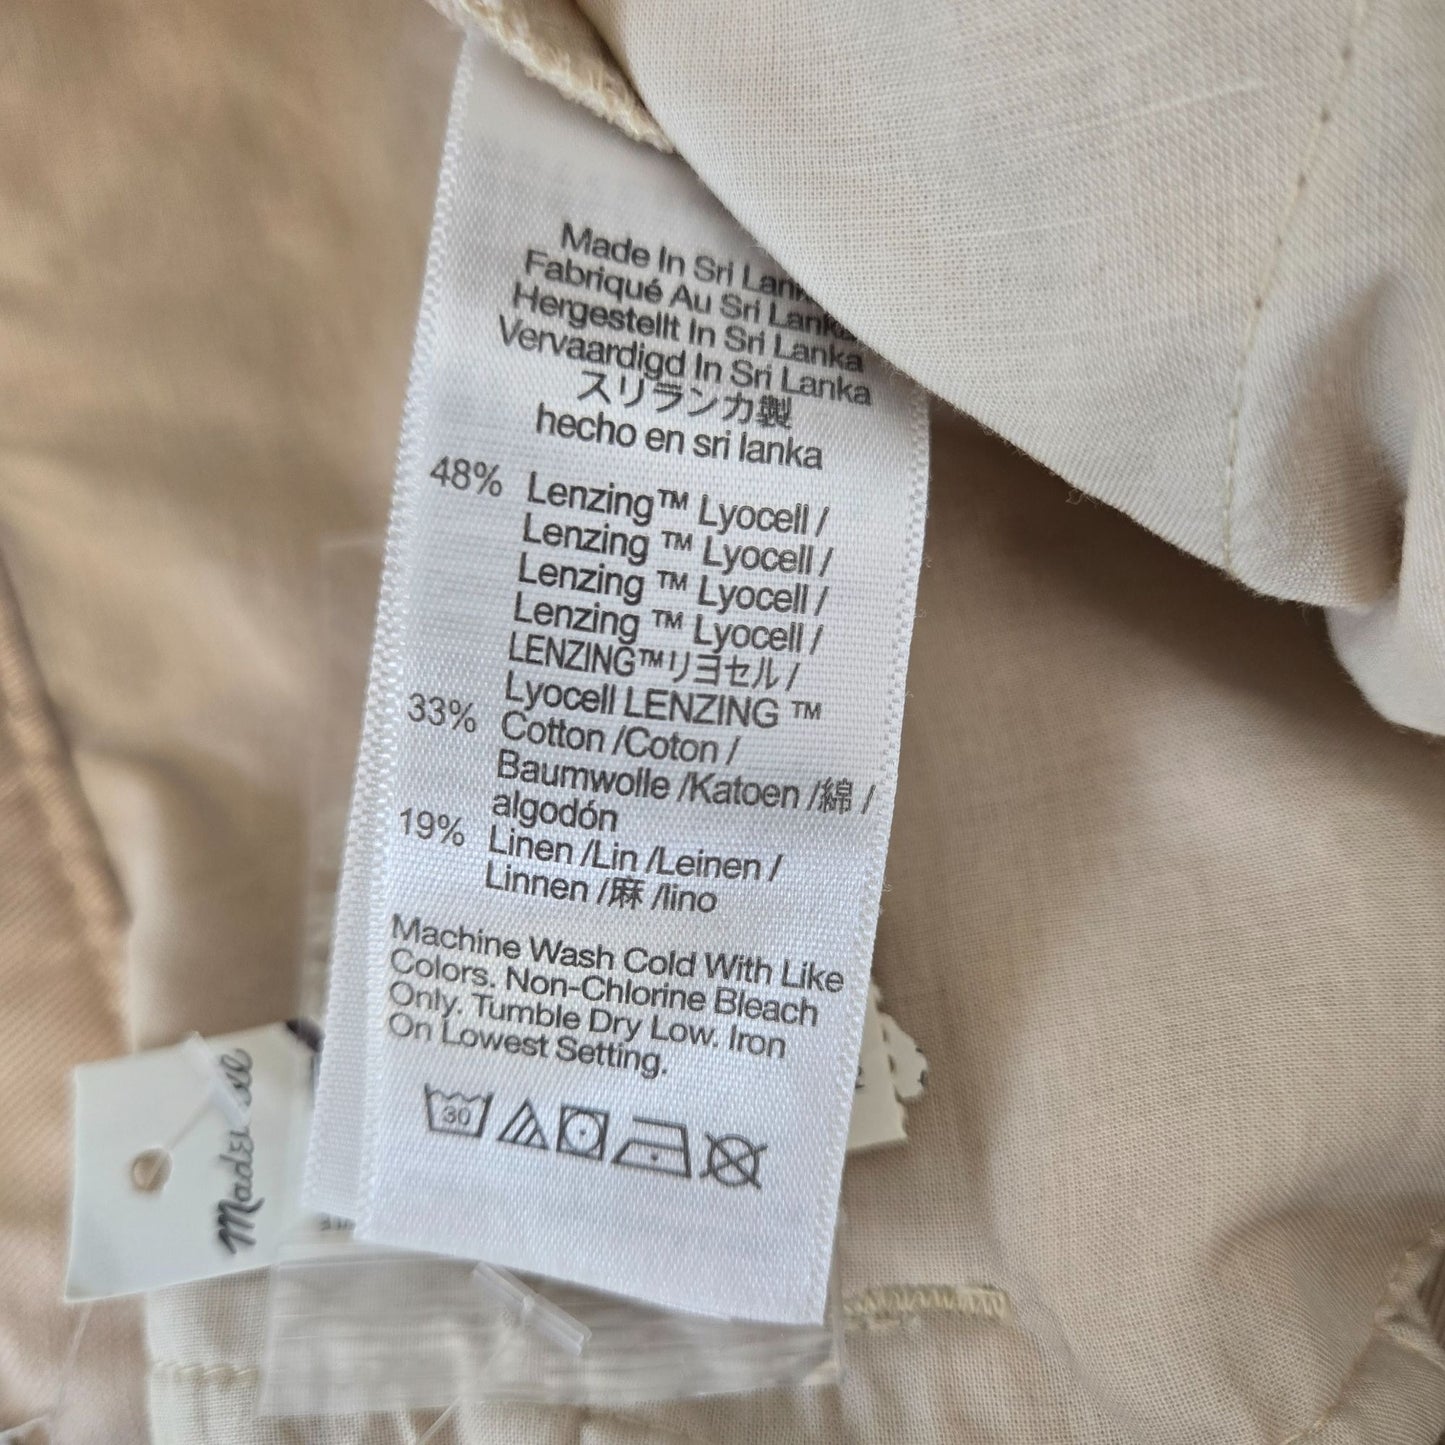 Made In Sri Lanka
Fabriqué Au Sri Lanka
Hergestellt In Sri Lanka
Vervaardigd In Sri Lanka
スリランカ製
hecho en sri lanka
48% Lenzing™ Lyocell /
Lenzing ™ Lyocell /
Lenzing ™ Lyocell /
Lenzing ™ Lyocell /
LENZING™リヨセル /
Lyocell LENZING ™
33% Cotton /Coton /
Baumwolle /Katoen /綿 /
algodón
19% Linen /Lin /Leinen /
Linnen /麻 /lino
Machine Wash Cold With Like
Colors. Non-Chlorine Bleach
Only. Tumble Dry Low. Iron
On Lowest Setting.
30
Madewell